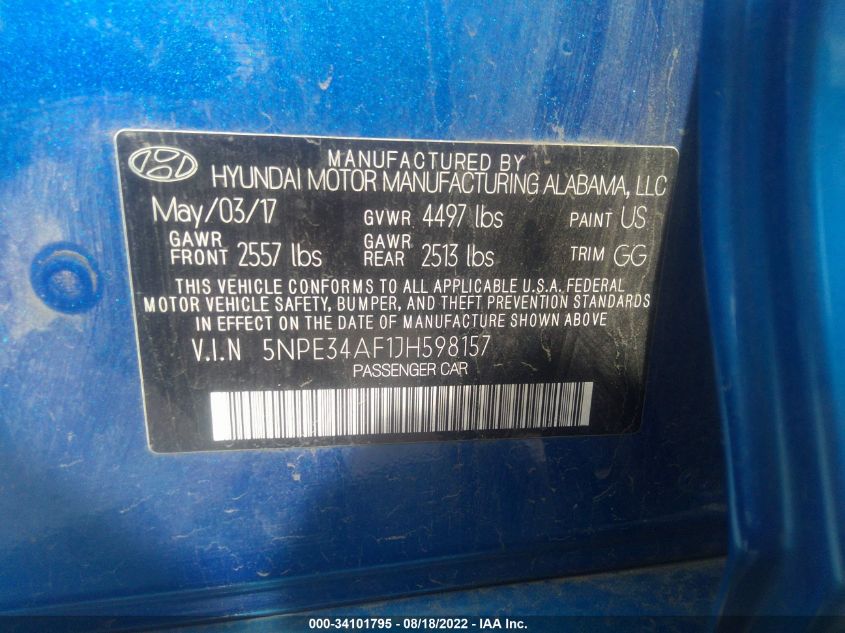 MANUFACTURED BY
HYUNDAI MOTOR MANUFACTURING ALABAMA, LLC
May/03/17 GVWR 4497 lbs PAINT US
GAWR FRONT 2557 lbs GAWR REAR 2513 lbs TRIM GG
THIS VEHICLE CONFORMS TO ALL APPLICABLE U.S.A. FEDERAL
MOTOR VEHICLE SAFETY, BUMPER, AND THEFT PREVENTION STANDARDS
IN EFFECT ON THE DATE OF MANUFACTURE SHOWN ABOVE.
V.I.N 5NPE34AF1JH598157
PASSENGER CAR
000-34101795 - 08/18/2022 - IAA Inc.